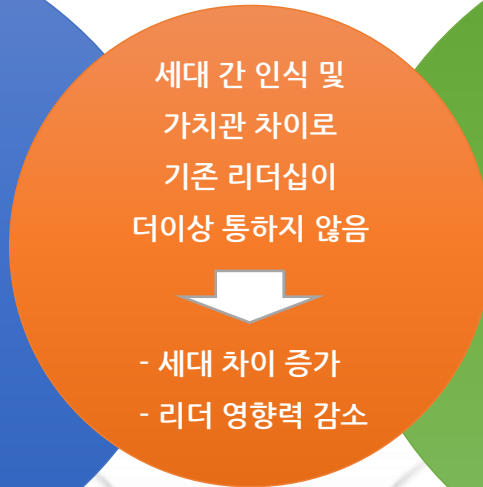 세대 간 인식 및
가치관 차이로
기존 리더십이
더이상 통하지 않음
- 세대 차이 증가
- 리더 영향력 감소